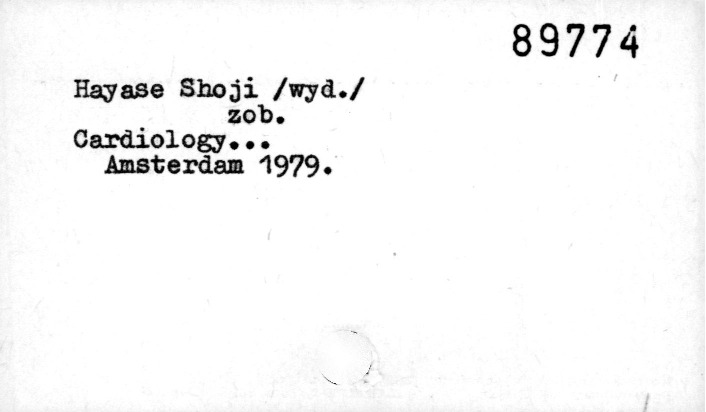 89774
Hayase Shoji /wyd./
zob.
Cardiology...
Amsterdam 1979.